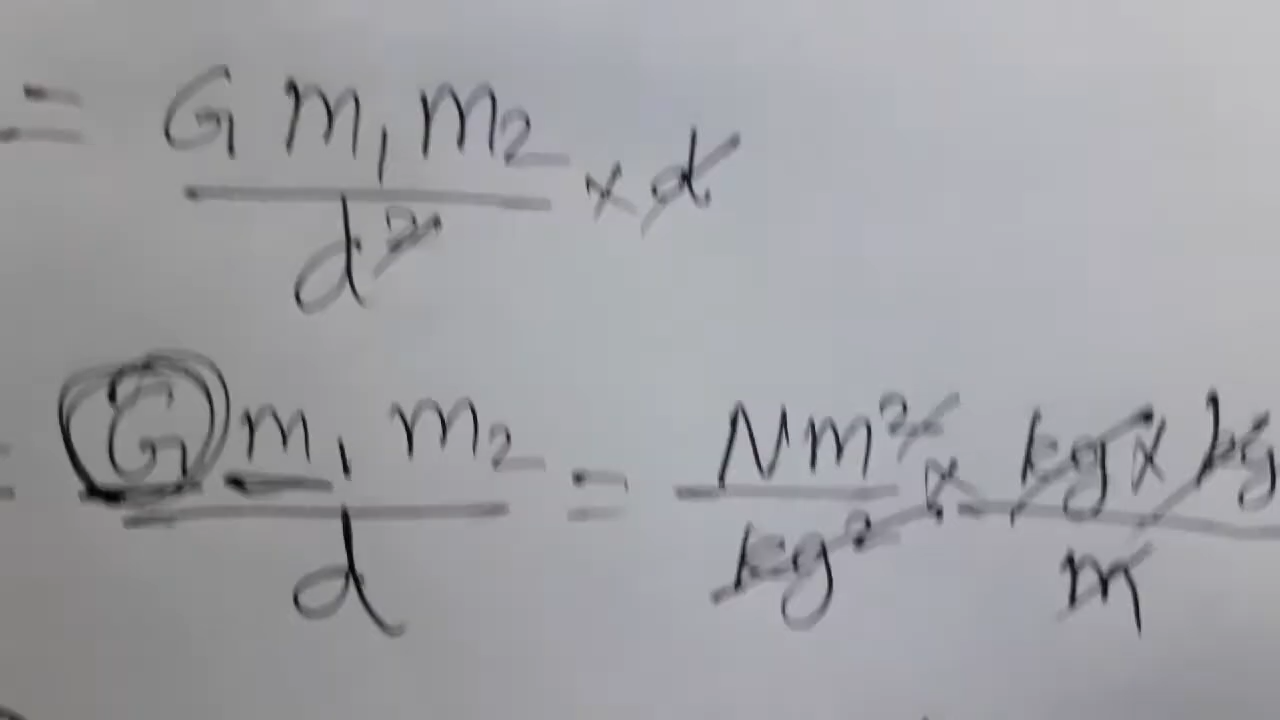 = G m₁ m₂ / d² × d
= G m₁ m₂ / d = Nm² / kg² × kg × kg / m